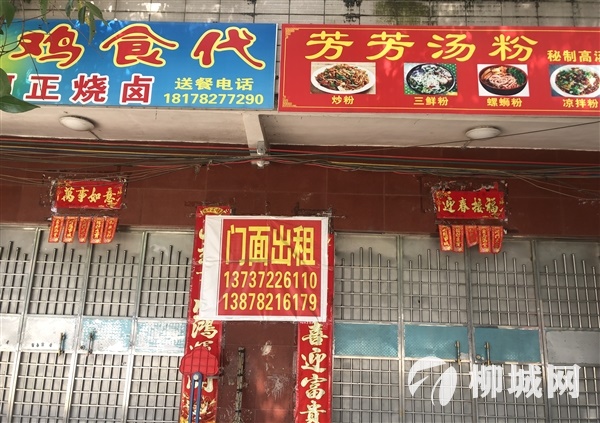 鸡食代
正烧卤
送餐电话
18178277290
芳芳汤粉
秘制高汤
炒粉
三鲜粉
螺蛳粉
凉拌粉
萬事如意
迎春接福
门面出租
13737226110
13878216179
喜迎富贵
柳城网